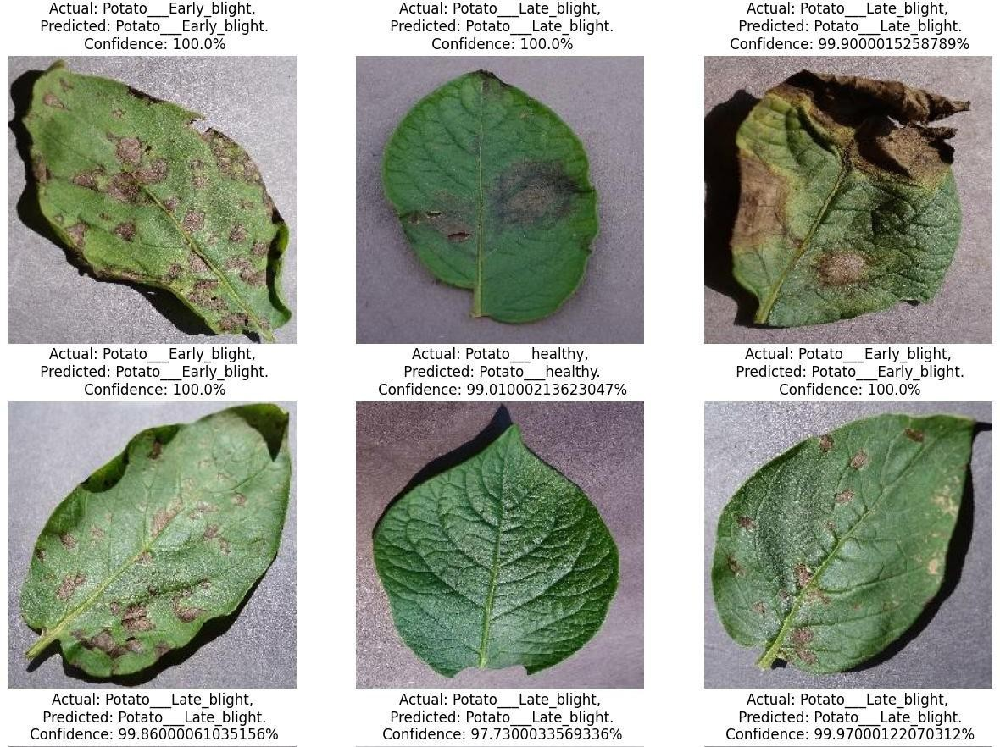 Actual: Potato___Early_blight,
Predicted: Potato___Early_blight.
Confidence: 100.0%
Actual: Potato___Late_blight,
Predicted: Potato___Late_blight.
Confidence: 100.0%
Actual: Potato___Late_blight,
Predicted: Potato___Late_blight.
Confidence: 99.9000015258789%
Actual: Potato___Early_blight,
Predicted: Potato___Early_blight.
Confidence: 100.0%
Actual: Potato___healthy,
Predicted: Potato___healthy.
Confidence: 99.01000213623047%
Actual: Potato___Early_blight,
Predicted: Potato___Early_blight.
Confidence: 100.0%
Actual: Potato___Late_blight,
Predicted: Potato___Late_blight.
Confidence: 99.86000061035156%
Actual: Potato___Late_blight,
Predicted: Potato___Late_blight.
Confidence: 97.7300033569336%
Actual: Potato___Late_blight,
Predicted: Potato___Late_blight.
Confidence: 99.97000122070312%